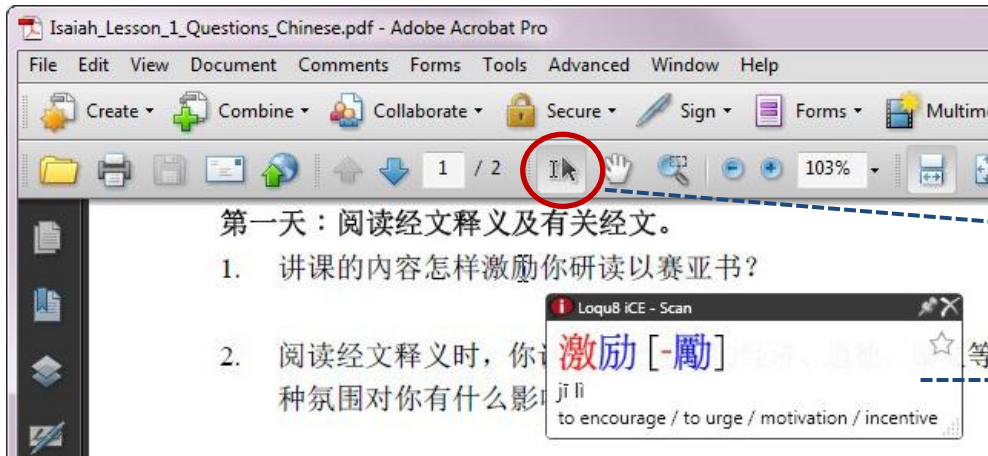 Isaiah_Lesson_1_Questions_Chinese.pdf - Adobe Acrobat Pro
File Edit View Document Comments Forms Tools Advanced Window Help
Create Combine Collaborate Secure Sign Forms Multime
1 / 2 103%
第一天：阅读经文释义及有关经文。
1. 讲课的内容怎样激励你研读以赛亚书？
Loqu8 iCE - Scan
激励 [-勵]
jī lì
to encourage / to urge / motivation / incentive
2. 阅读经文释义时，你 等
种氛围对你有什么影